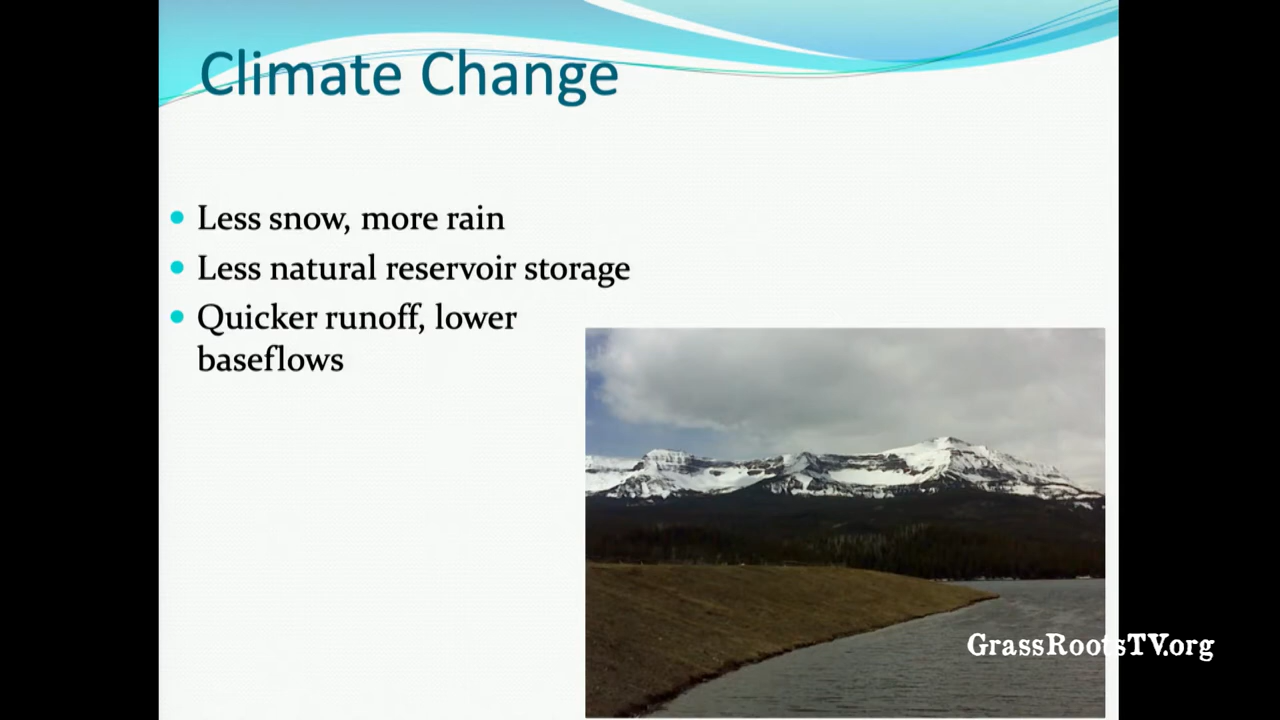 Climate Change
Less snow, more rain
Less natural reservoir storage
Quicker runoff, lower
baseflows
GrassRootsTV.org